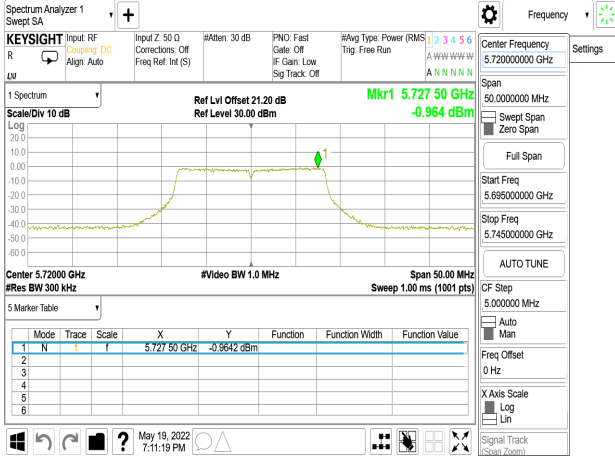 Spectrum Analyzer 1
Swept SA
Frequency
KEYSIGHT
R
Input: RF
Coupling: DC
Align: Auto
Input Z: 50 Ω
Corrections: Off
Freq Ref: Int (S)
#Atten: 30 dB
PNO: Fast
Gate: Off
IF Gain: Low
Sig Track: Off
#Avg Type: Power (RMS
Trig: Free Run
1 2 3 4 5 6
A W W W W W
A N N N N N
Settings
Center Frequency
5.720000000 GHz
Span
50.0000000 MHz
Swept Span
Zero Span
Full Span
Start Freq
5.695000000 GHz
Stop Freq
5.745000000 GHz
AUTO TUNE
CF Step
5.000000 MHz
Auto
Man
Freq Offset
0 Hz
X Axis Scale
Log
Lin
Signal Track
(Span Zoom)
1 Spectrum
Scale/Div 10 dB
Ref Lvl Offset 21.20 dB
Ref Level 30.00 dBm
Mkr1 5.727 50 GHz
-0.964 dBm
Log
20.0
10.0
0.00
-10.0
-20.0
-30.0
-40.0
-50.0
-60.0
1
Center 5.72000 GHz
#Res BW 300 kHz
#Video BW 1.0 MHz
Span 50.00 MHz
Sweep 1.00 ms (1001 pts)
5 Marker Table
Mode Trace Scale X Y Function Function Width Function Value
1 N 1 f 5.727 50 GHz -0.9642 dBm
2
3
4
5
6
May 19, 2022
7:11:19 PM
?